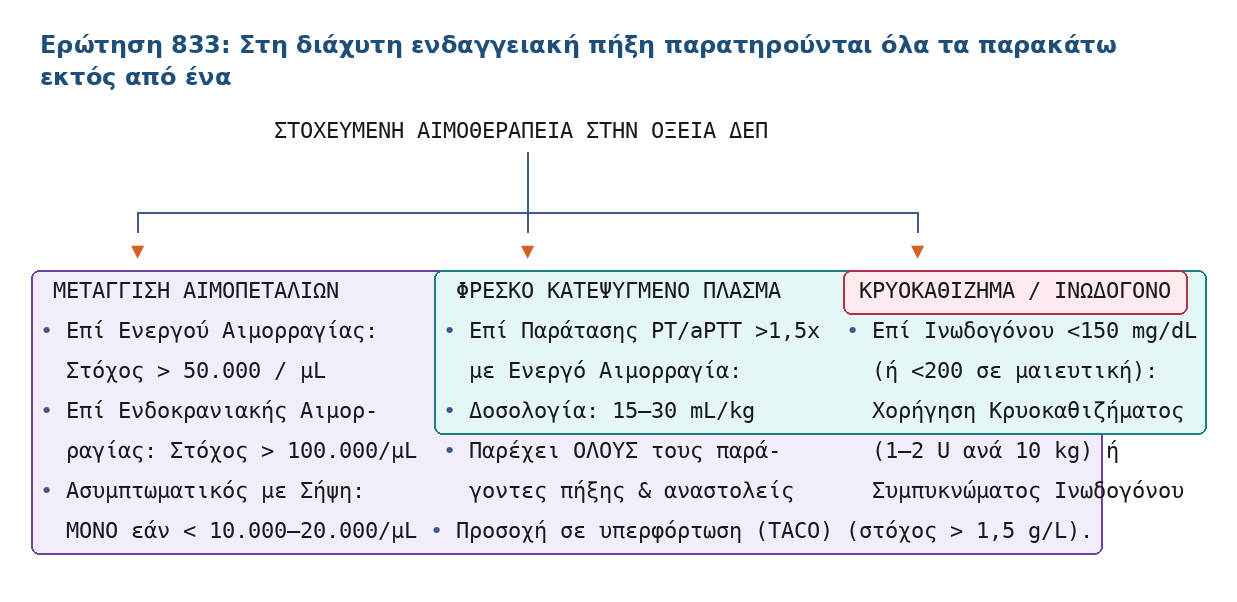 Ερώτηση 833: Στη διάχυτη ενδαγγειακή πήξη παρατηρούνται όλα τα παρακάτω
εκτός από ένα
ΣΤΟΧΕΥΜΕΝΗ ΑΙΜΟΘΕΡΑΠΕΙΑ ΣΤΗΝ ΟΞΕΙΑ ΔΕΠ
ΜΕΤΑΓΓΙΣΗ ΑΙΜΟΠΕΤΑΛΙΩΝ
• Επί Ενεργού Αιμορραγίας:
Στόχος > 50.000 / μL
• Επί Ενδοκρανιακής Αιμορ-
ραγίας: Στόχος > 100.000/μL
• Ασυμπτωματικός με Σήψη:
ΜΟΝΟ εάν < 10.000–20.000/μL
ΦΡΕΣΚΟ ΚΑΤΕΨΥΓΜΕΝΟ ΠΛΑΣΜΑ
• Επί Παράτασης PT/aPTT >1,5x
με Ενεργό Αιμορραγία:
• Δοσολογία: 15–30 mL/kg
• Παρέχει ΟΛΟΥΣ τους παρά-
γοντες πήξης & αναστολείς
• Προσοχή σε υπερφόρτωση (TACO)
ΚΡΥΟΚΑΘΙΖΗΜΑ / ΙΝΩΔΟΓΟΝΟ
• Επί Ινωδογόνου <150 mg/dL
(ή <200 σε μαιευτική):
Χορήγηση Κρυοκαθιζήματος
(1–2 U ανά 10 kg) ή
Συμπυκνώματος Ινωδογόνου
(στόχος > 1,5 g/L).